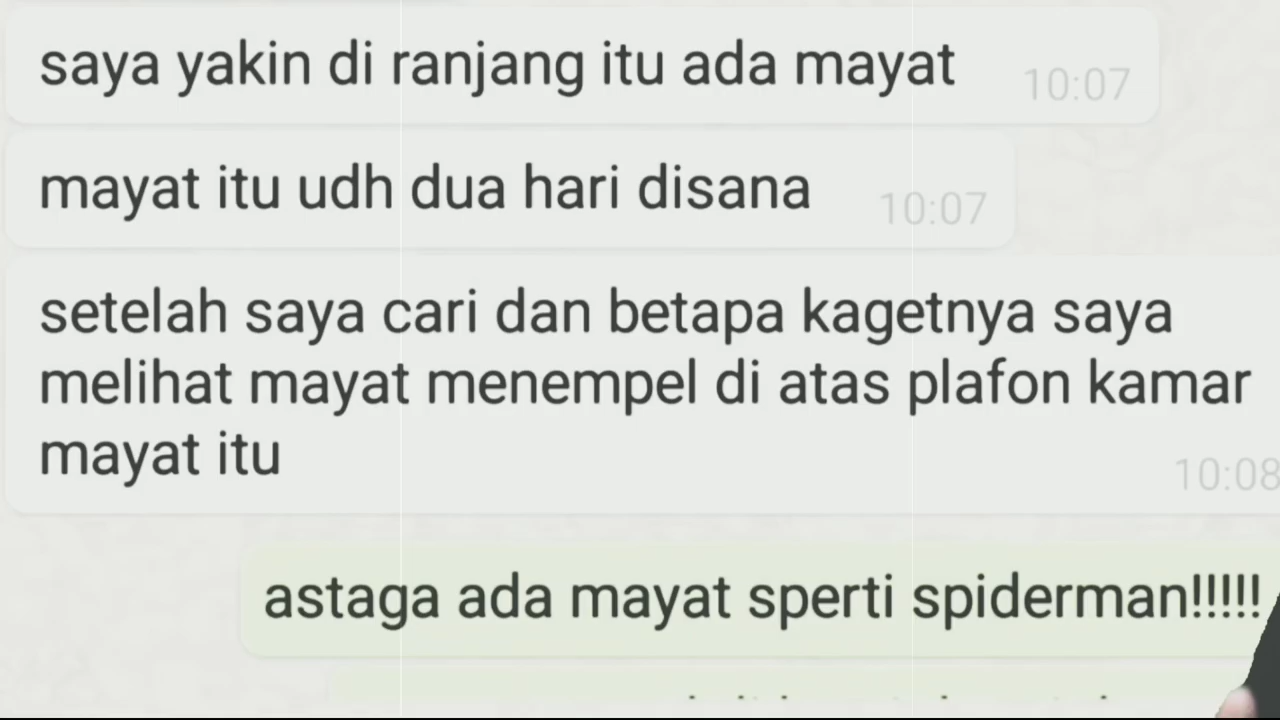 saya yakin di ranjang itu ada mayat
10:07
mayat itu udh dua hari disana
10:07
setelah saya cari dan betapa kagetnya saya
melihat mayat menempel di atas plafon kamar
mayat itu
10:08
astaga ada mayat sperti spiderman!!!!!